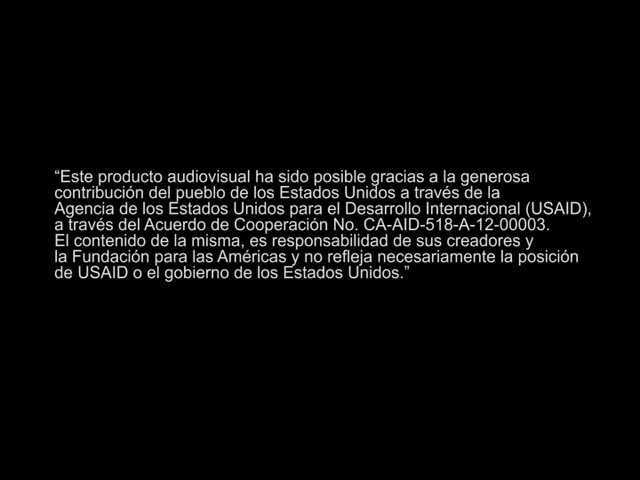 “Este producto audiovisual ha sido posible gracias a la generosa
contribución del pueblo de los Estados Unidos a través de la
Agencia de los Estados Unidos para el Desarrollo Internacional (USAID),
a través del Acuerdo de Cooperación No. CA-AID-518-A-12-00003.
El contenido de la misma, es responsabilidad de sus creadores y
la Fundación para las Américas y no refleja necesariamente la posición
de USAID o el gobierno de los Estados Unidos.”